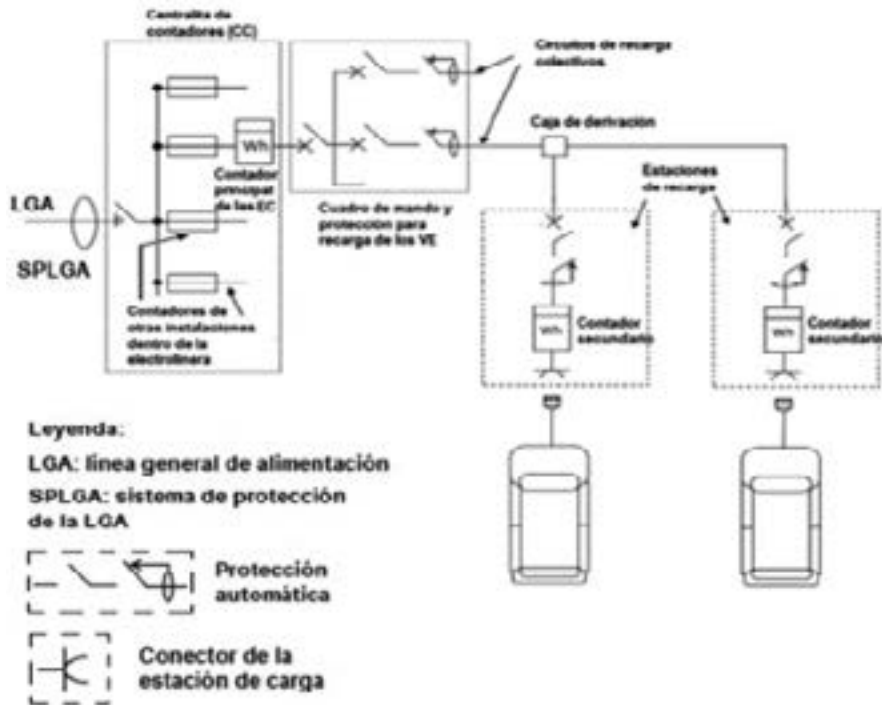 Centralita de
contadores (CC)
Circuitos de recarga
colectivos
Caja de derivación
Estaciones
de recarga
Wh
Contador
principal
de las EC
Cuadro de mando y
protección para
recarga de los VE
LGA
SPLGA
Contadores de
otras instalaciones
dentro de la
electrolinera
Wh
Contador
secundario
Wh
Contador
secundario
Leyenda:
LGA: línea general de alimentación
SPLGA: sistema de protección
de la LGA
Protección
automática
Conector de la
estación de carga